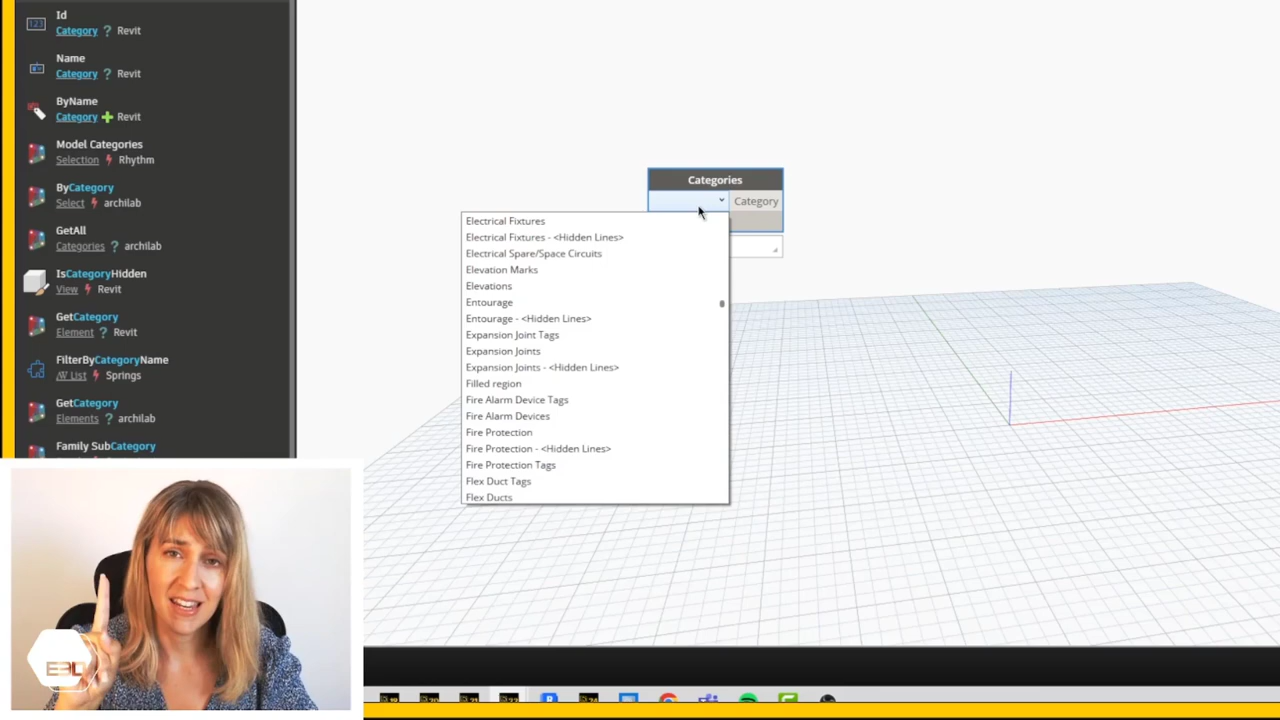 Id
Category ? Revit
Name
Category ? Revit
ByName
Category + Revit
Model Categories
Selection Rhythm
ByCategory
Select archilab
GetAll
Categories ? archilab
IsCategoryHidden
View Revit
GetCategory
Element ? Revit
FilterByCategoryName
List Springs
GetCategory
Elements ? archilab
Family SubCategory
Categories
Category
Electrical Fixtures
Electrical Fixtures - <Hidden Lines>
Electrical Spare/Space Circuits
Elevation Marks
Elevations
Entourage
Entourage - <Hidden Lines>
Expansion Joint Tags
Expansion Joints
Expansion Joints - <Hidden Lines>
Filled region
Fire Alarm Device Tags
Fire Alarm Devices
Fire Protection
Fire Protection - <Hidden Lines>
Fire Protection Tags
Flex Duct Tags
Flex Ducts